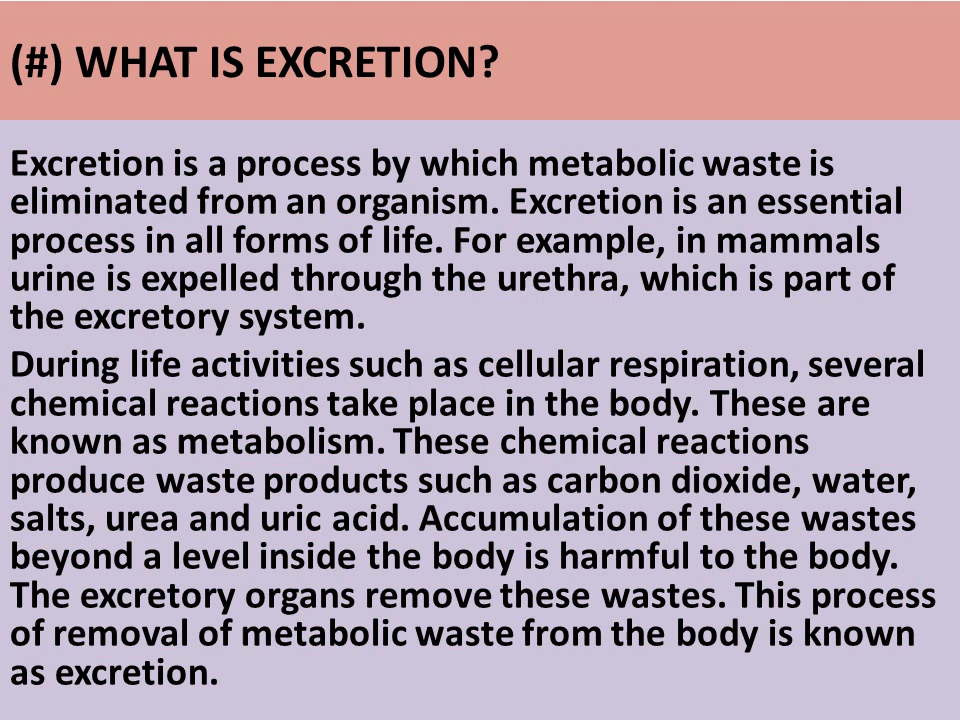 (#) WHAT IS EXCRETION?
Excretion is a process by which metabolic waste is
eliminated from an organism. Excretion is an essential
process in all forms of life. For example, in mammals
urine is expelled through the urethra, which is part of
the excretory system.
During life activities such as cellular respiration, several
chemical reactions take place in the body. These are
known as metabolism. These chemical reactions
produce waste products such as carbon dioxide, water,
salts, urea and uric acid. Accumulation of these wastes
beyond a level inside the body is harmful to the body.
The excretory organs remove these wastes. This process
of removal of metabolic waste from the body is known
as excretion.